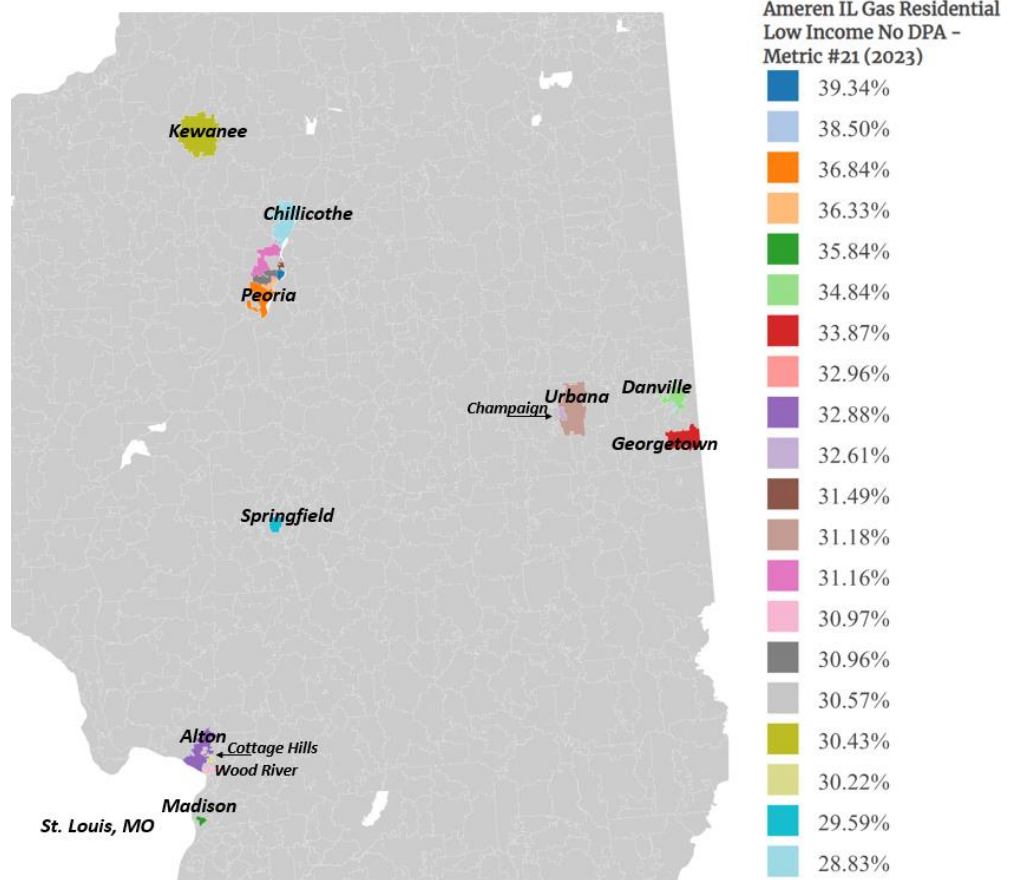 Ameren IL Gas Residential
Low Income No DPA –
Metric #21 (2023)
39.34%
38.50%
36.84%
36.33%
35.84%
34.84%
33.87%
32.96%
32.88%
32.61%
31.49%
31.18%
31.16%
30.97%
30.96%
30.57%
30.43%
30.22%
29.59%
28.83%
Kewanee
Chillicothe
Peoria
Urbana
Danville
Champaign
Georgetown
Springfield
Alton
Cottage Hills
Wood River
Madison
St. Louis, MO